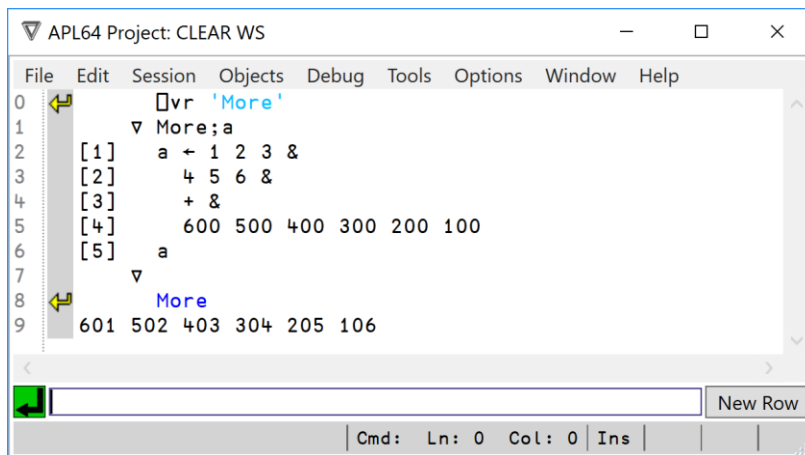 APL64 Project: CLEAR WS
File Edit Session Objects Debug Tools Options Window Help
0 ⎕vr 'More'
1 ∇ More;a
2 [1] a ← 1 2 3 &
3 [2] 4 5 6 &
4 [3] + &
5 [4] 600 500 400 300 200 100
6 [5] a
7 ∇
8 More
9 601 502 403 304 205 106
New Row
Cmd: Ln: 0 Col: 0 Ins